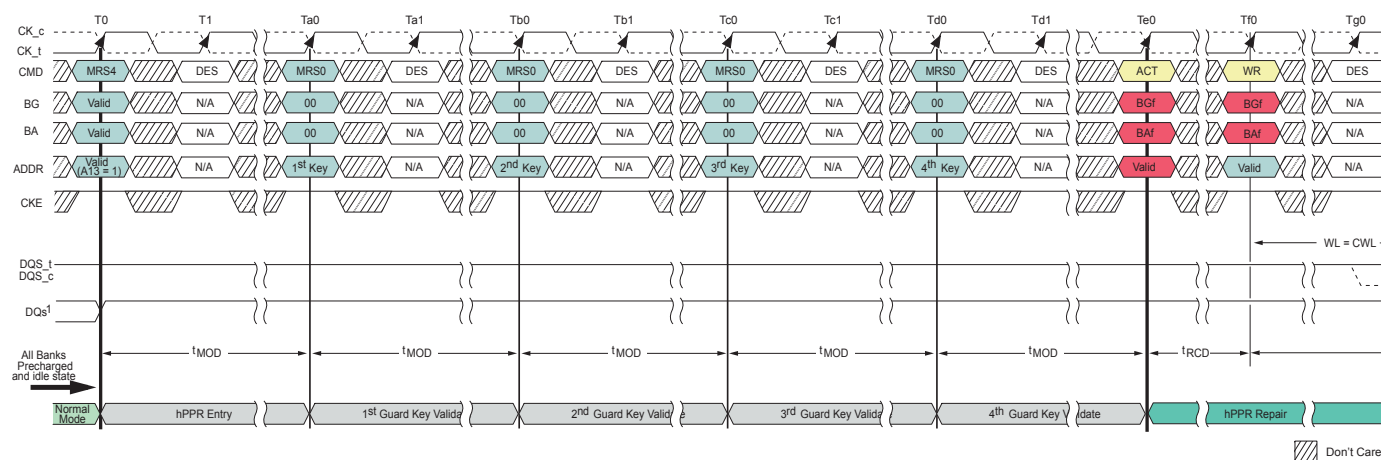 T0 T1 Ta0 Ta1 Tb0 Tb1 Tc0 Tc1 Td0 Td1 Te0 Tf0 Tg0
CK_c
CK_t
CMD MRS4 DES MRS0 DES MRS0 DES MRS0 DES MRS0 DES ACT WR DES
BG Valid N/A 00 N/A 00 N/A 00 N/A 00 N/A BGf BGf N/A
BA Valid N/A 00 N/A 00 N/A 00 N/A 00 N/A BAf BAf N/A
ADDR Valid (A13 = 1) N/A 1st Key N/A 2nd Key N/A 3rd Key N/A 4th Key N/A Valid Valid N/A
CKE
WL = CWL
DQS_t
DQS_c
DQs1
tMOD tMOD tMOD tMOD tMOD tRCD
All Banks
Precharged
and idle state
Normal Mode hPPR Entry 1st Guard Key Valida 2nd Guard Key Valid e 3rd Guard Key Valida 4th Guard Key V date hPPR Repair
Don't Care